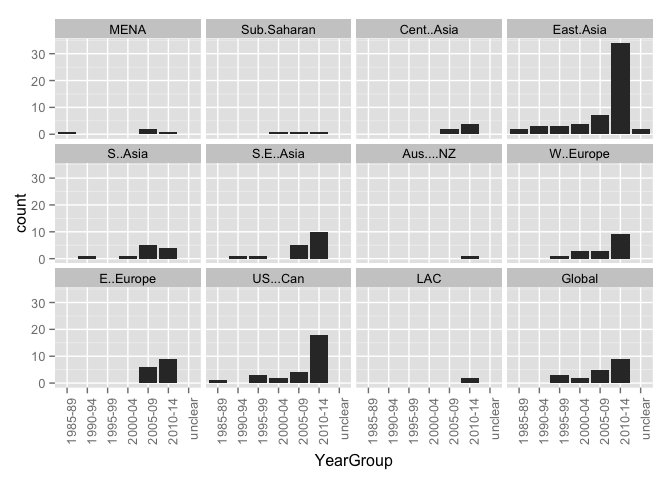 MENA Sub.Saharan Cent..Asia East.Asia
30
20
10
0
S..Asia S.E..Asia Aus....NZ W..Europe
30
20
10
0
count
E..Europe US...Can LAC Global
30
20
10
0
1985-89 1990-94 1995-99 2000-04 2005-09 2010-14 unclear 1985-89 1990-94 1995-99 2000-04 2005-09 2010-14 unclear 1985-89 1990-94 1995-99 2000-04 2005-09 2010-14 unclear 1985-89 1990-94 1995-99 2000-04 2005-09 2010-14 unclear
YearGroup